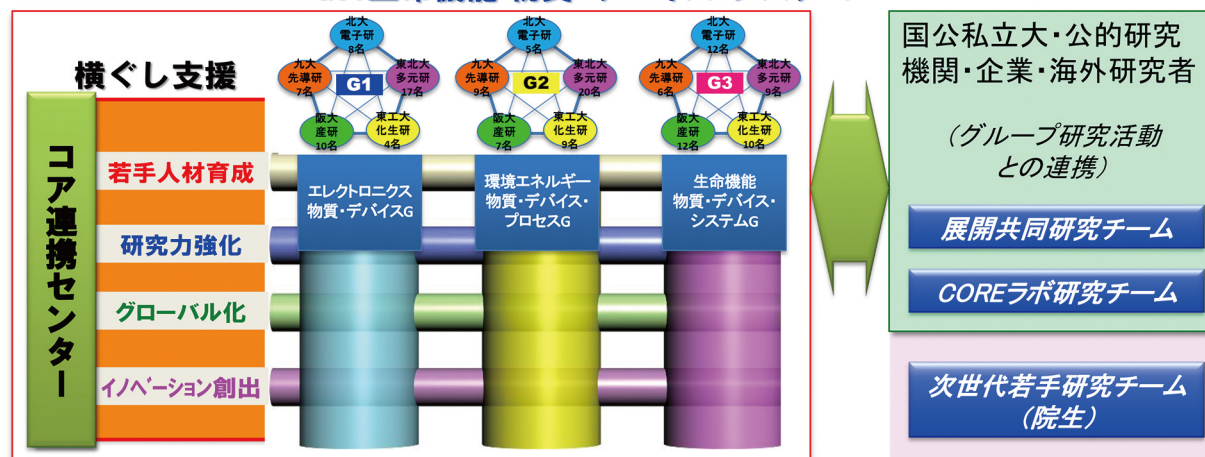 横ぐし支援
コア連携センター
若手人材育成
研究力強化
グローバル化
イノベーション創出
北大
電子研
8名
九大
先導研
7名
G1
東北大
多元研
17名
阪大
産研
10名
東工大
化生研
4名
北大
電子研
5名
九大
先導研
9名
G2
東北大
多元研
20名
阪大
産研
7名
東工大
化生研
9名
北大
電子研
12名
九大
先導研
6名
G3
東北大
多元研
9名
阪大
産研
12名
東工大
化生研
10名
エレクトロニクス
物質・デバイスG
環境エネルギー
物質・デバイス・
プロセスG
生命機能
物質・デバイス・
システムG
国公私立大・公的研究
機関・企業・海外研究者
(グループ研究活動
との連携)
展開共同研究チーム
COREラボ研究チーム
次世代若手研究チーム
(院生)